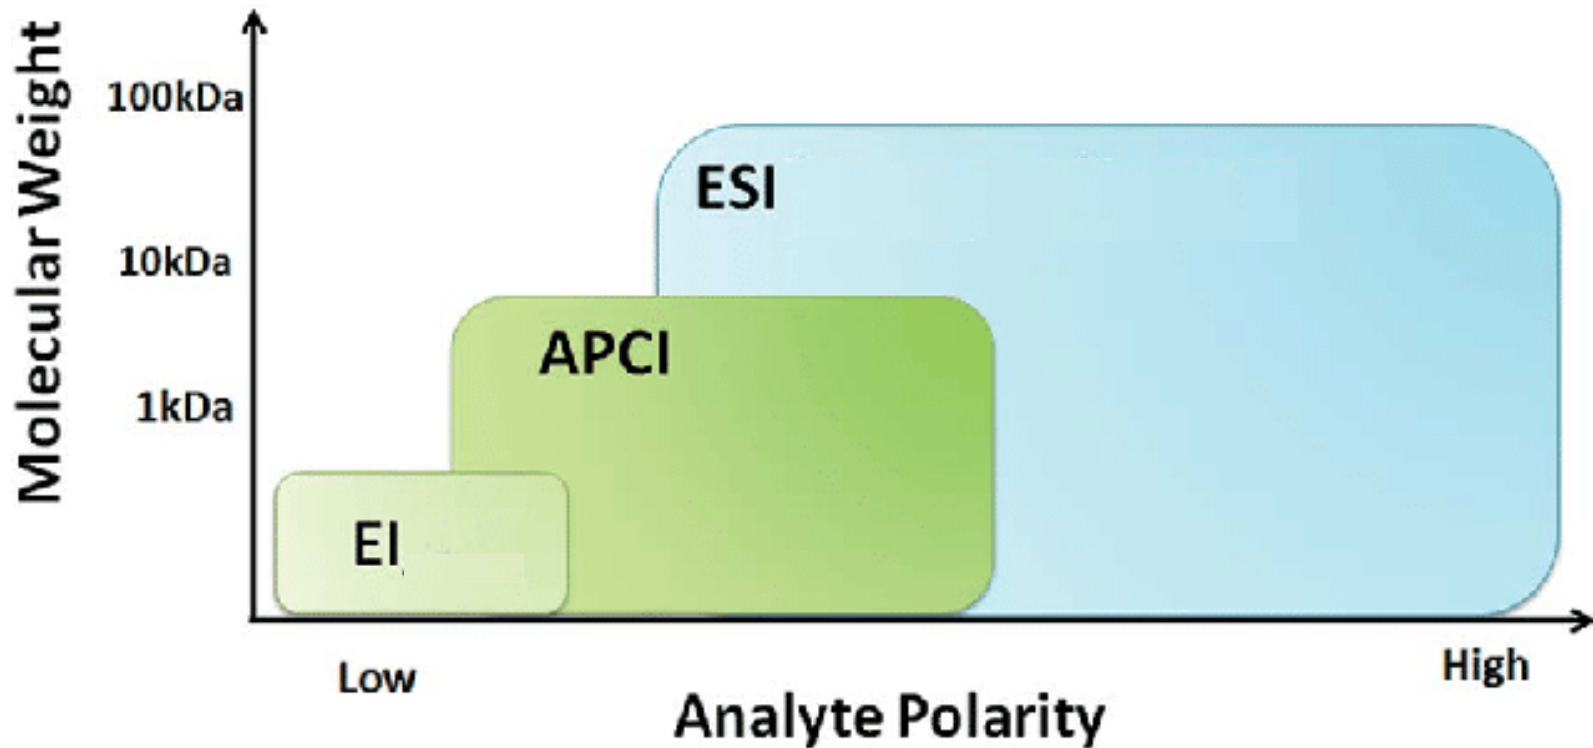 Molecular Weight
100kDa
10kDa
1kDa
ESI
APCI
EI
Low
High
Analyte Polarity